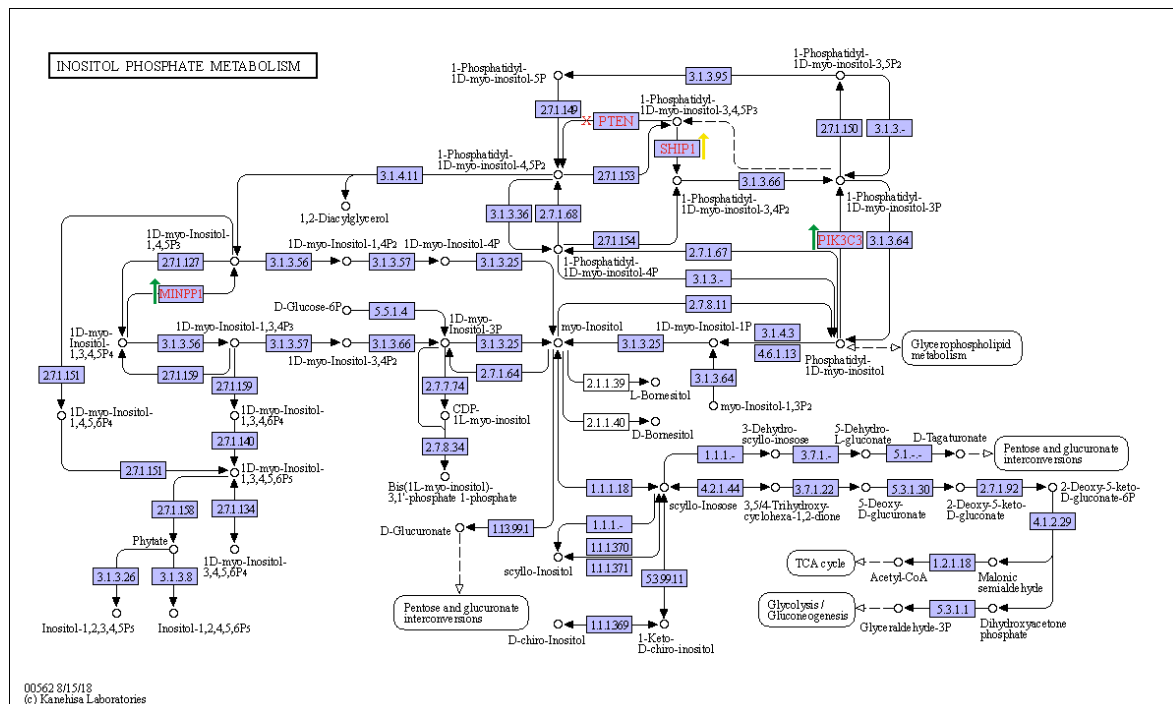 INOSITOL PHOSPHATE METABOLISM
1-Phosphatidyl-
1D-myo-inositol-5P
3.1.3.95
1-Phosphatidyl-
1D-myo-inositol-3,5P2
2.7.1.149
1-Phosphatidyl-
1D-myo-inositol-3,4,5P3
X PTEN
2.7.1.150
3.1.3.-
SHIP1
1-Phosphatidyl-
1D-myo-inositol-4,5P2
3.1.4.11
2.7.1.153
3.1.3.66
1,2-Diacylglycerol
3.1.3.36
2.7.1.68
1-Phosphatidyl-
1D-myo-inositol-3,4P2
1-Phosphatidyl-
1D-myo-inositol-3P
1D-myo-Inositol-
1,4,5P3
1D-myo-Inositol-1,4P2
1D-myo-Inositol-4P
2.7.1.154
PIK3C3
3.1.3.64
2.7.1.67
2.7.1.127
3.1.3.56
3.1.3.57
3.1.3.25
1-Phosphatidyl-
1D-myo-inositol-4P
3.1.3.-
MINPP1
D-Glucose-6P
5.5.1.4
2.7.8.11
1D-myo-
Inositol-
1,3,4,5P4
1D-myo-Inositol-1,3,4P3
1D-myo-
Inositol-3P
myo-Inositol
1D-myo-Inositol-1P
3.1.4.3
3.1.3.56
3.1.3.57
3.1.3.66
3.1.3.25
3.1.3.25
4.6.1.13
Phosphatidyl-
1D-myo-inositol
Glycerophospholipid
metabolism
1D-myo-Inositol-3,4P2
2.7.1.159
2.7.1.64
2.7.1.151
2.7.1.159
2.7.7.74
2.1.1.39
L-Bornesitol
3.1.3.64
myo-Inositol-1,3P2
1D-myo-Inositol-
1,4,5,6P4
1D-myo-Inositol-
1,3,4,6P4
CDP-
1L-myo-inositol
2.1.1.40
D-Bornesitol
2.7.1.140
2.7.8.34
3-Dehydro-
scyllo-inosose
5-Dehydro-
L-gluconate
D-Tagaturonate
1.1.1.-
3.7.1.-
5.1.-.-
Pentose and glucuronate
interconversions
2.7.1.151
1D-myo-Inositol-
1,3,4,5,6P5
Bis(1L-myo-inositol)-
3,1'-phosphate 1-phosphate
1.1.1.18
4.2.1.44
3.7.1.22
5.3.1.30
2.7.1.92
2-Deoxy-5-keto-
D-gluconate-6P
scyllo-Inosose
3,5/4-Trihydroxy-
cyclohexa-1,2-dione
5-Deoxy-
D-glucuronate
2-Deoxy-5-keto-
D-gluconate
2.7.1.158
2.7.1.134
D-Glucuronate
1.13.99.1
1.1.1.-
4.1.2.29
Phytate
1D-myo-Inositol-
3,4,5,6P4
1.1.1.370
1.1.1.371
scyllo-Inositol
TCA cycle
1.2.1.18
Acetyl-CoA
Malonic
semialdehyde
3.1.3.26
3.1.3.8
5.3.99.11
Inositol-1,2,3,4,5P5
Inositol-1,2,4,5,6P5
Pentose and glucuronate
interconversions
Glycolysis /
Gluconeogenesis
5.3.1.1
Glyceraldehyde-3P
Dihydroxyacetone
phosphate
1.1.1.369
D-chiro-Inositol
1-Keto-
D-chiro-inositol
00562 8/15/18
(c) Kanehisa Laboratories